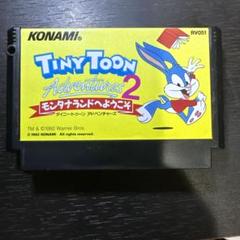 KONAMI
RV051
TINY TOON
Adventures 2
モンタナランドへようこそ
タイニー・トゥーン アドベンチャーズ
™ & ©1992 Warner Bros.
© 1992 KONAMI All rights reserved.